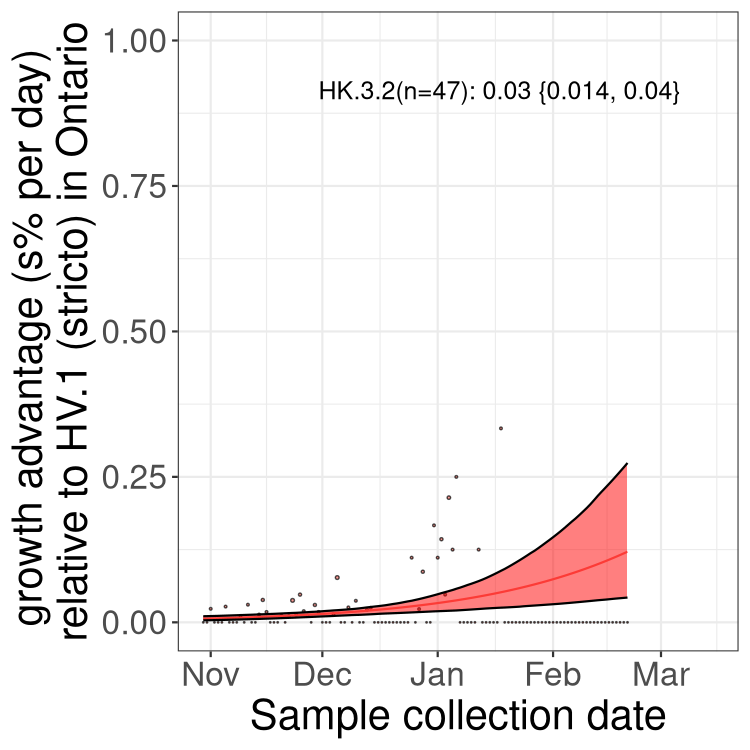 HK.3.2(n=47): 0.03 {0.014, 0.04}
growth advantage (s% per day)
relative to HV.1 (stricto) in Ontario
1.00
0.75
0.50
0.25
0.00
Nov Dec Jan Feb Mar
Sample collection date